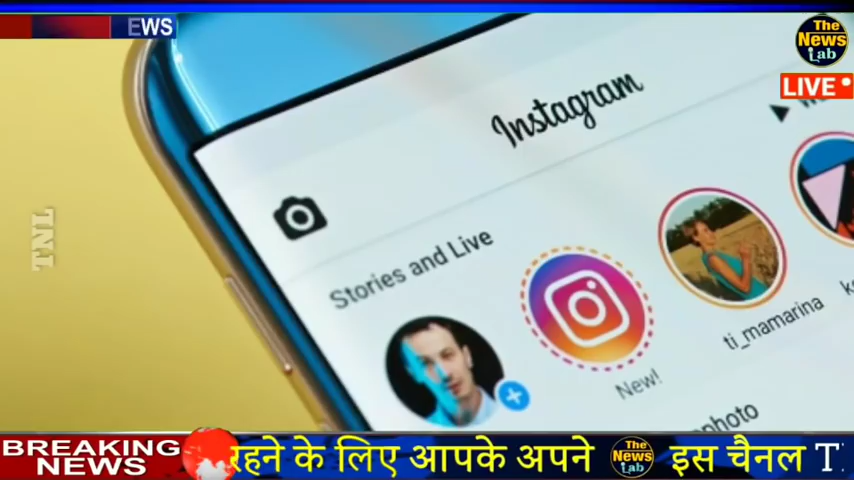 EWS
The
News
Lab
LIVE
Instagram
Stories and Live
TNL
ti_mamarina
New!
BREAKING
NEWS
रहने के लिए आपके अपने The News Lab इस चैनल